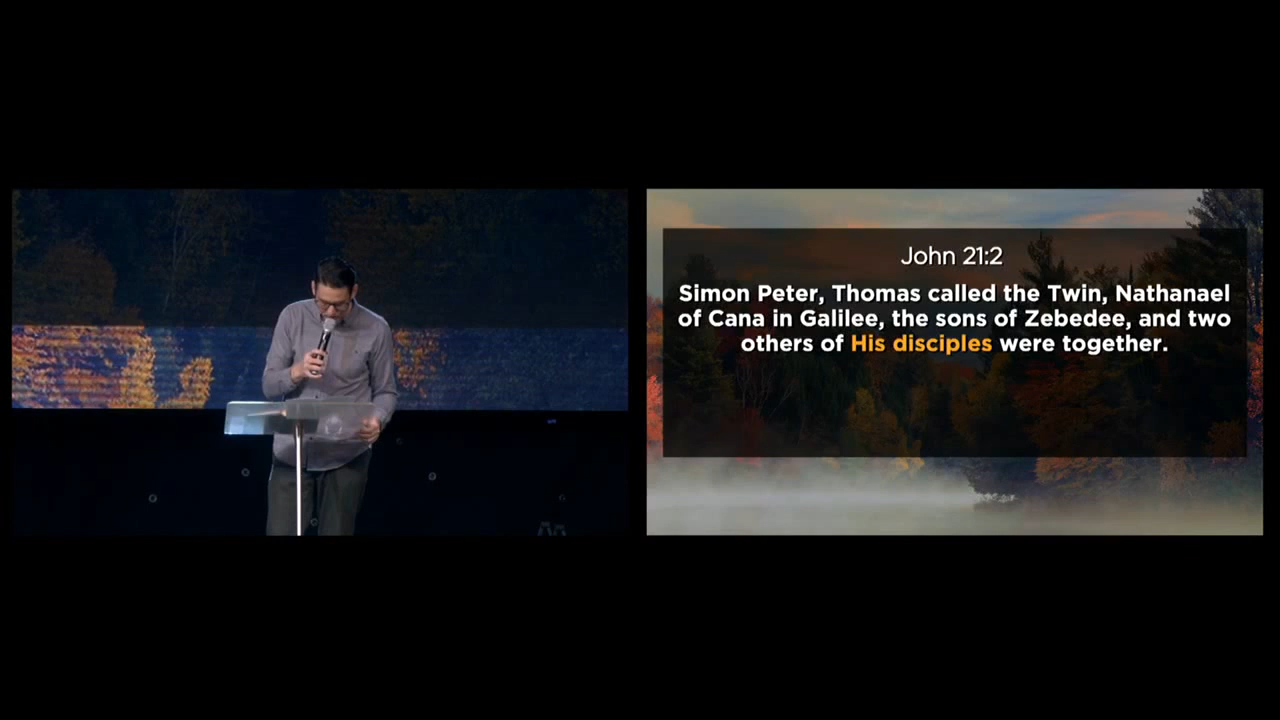 John 21:2
Simon Peter, Thomas called the Twin, Nathanael
of Cana in Galilee, the sons of Zebedee, and two
others of His disciples were together.